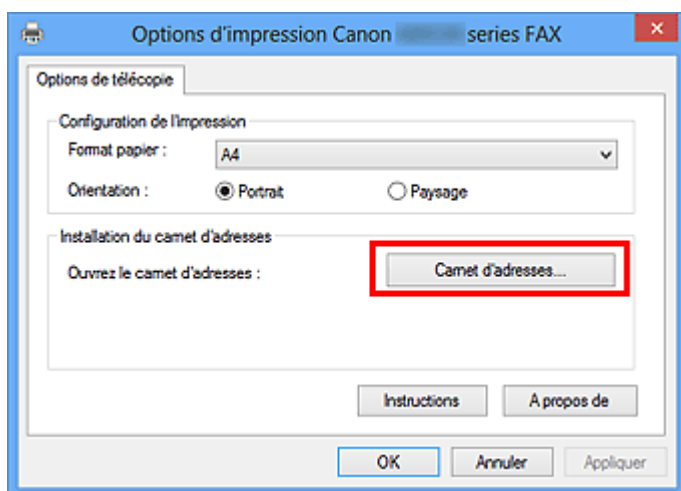 Options d'impression Canon series FAX
Options de télécopie
Configuration de l'impression
Format papier : A4
Orientation : Portrait Paysage
Installation du carnet d'adresses
Ouvrez le carnet d'adresses : Carnet d'adresses...
Instructions A propos de
OK Annuler Appliquer